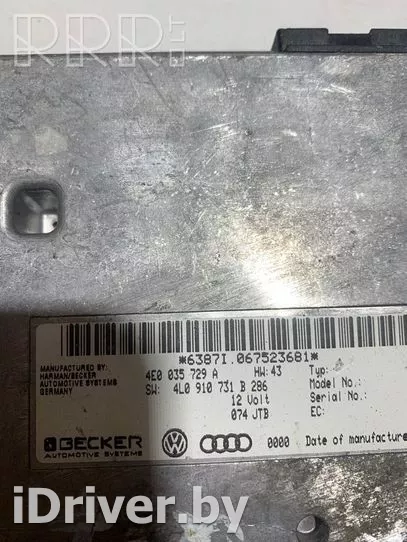 RRR
*6387I.067523681*
MANUFACTURED BY:
HARMAN/BECKER
AUTOMOTIVE SYSTEMS
GERMANY
4E0 035 729 A HW:43
SW: 4L0 910 731 B 286
12 Volt
074 JTB
Typ:
Model No.:
Serial No.:
EC:
BECKER
AUTOMOTIVE SYSTEMS
0000 Date of manufacture
iDriver.by